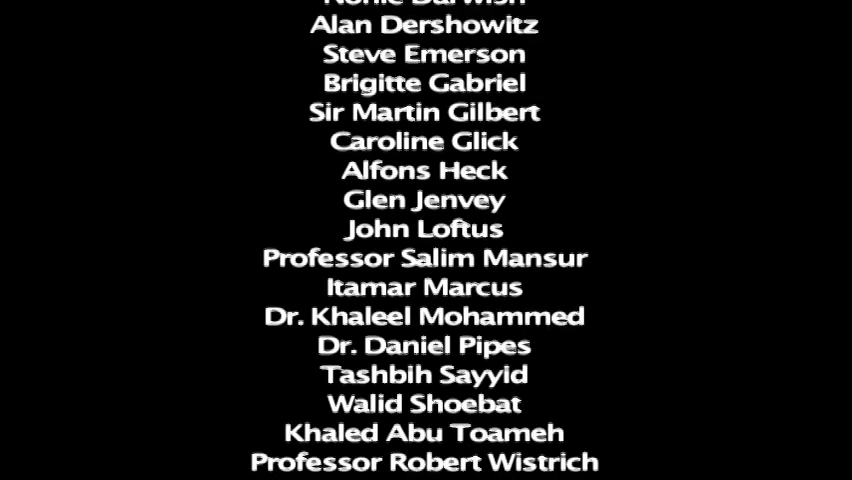 Nonie Darwish
Alan Dershowitz
Steve Emerson
Brigitte Gabriel
Sir Martin Gilbert
Caroline Glick
Alfons Heck
Glen Jenvey
John Loftus
Professor Salim Mansur
Itamar Marcus
Dr. Khaleel Mohammed
Dr. Daniel Pipes
Tashbih Sayyid
Walid Shoebat
Khaled Abu Toameh
Professor Robert Wistrich